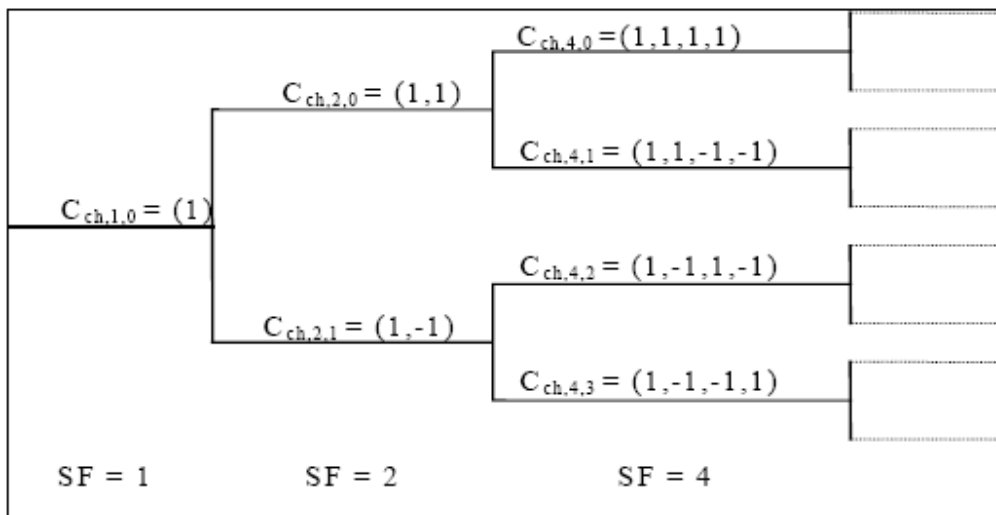 C_ch,4,0 = (1,1,1,1)
C_ch,2,0 = (1,1)
C_ch,4,1 = (1,1,-1,-1)
C_ch,1,0 = (1)
C_ch,4,2 = (1,-1,1,-1)
C_ch,2,1 = (1,-1)
C_ch,4,3 = (1,-1,-1,1)
SF = 1
SF = 2
SF = 4